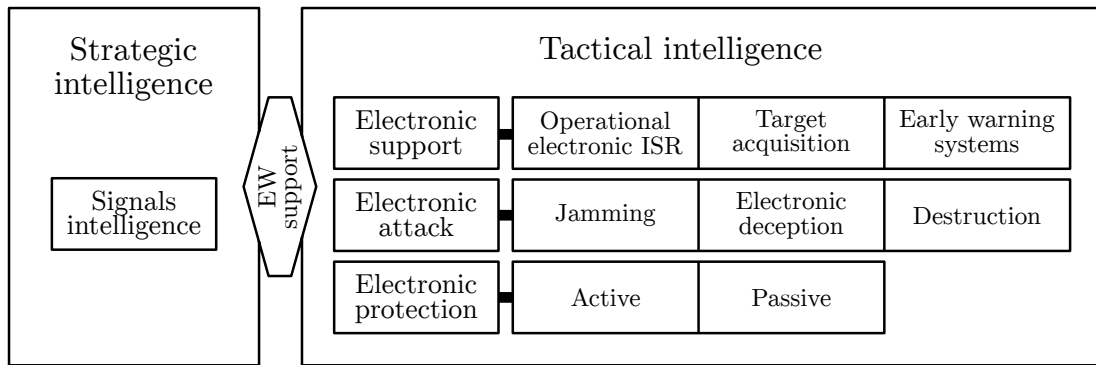 Strategic
intelligence
Signals
intelligence
EW
support
Tactical intelligence
Electronic
support
Operational
electronic ISR
Target
acquisition
Early warning
systems
Electronic
attack
Jamming
Electronic
deception
Destruction
Electronic
protection
Active
Passive